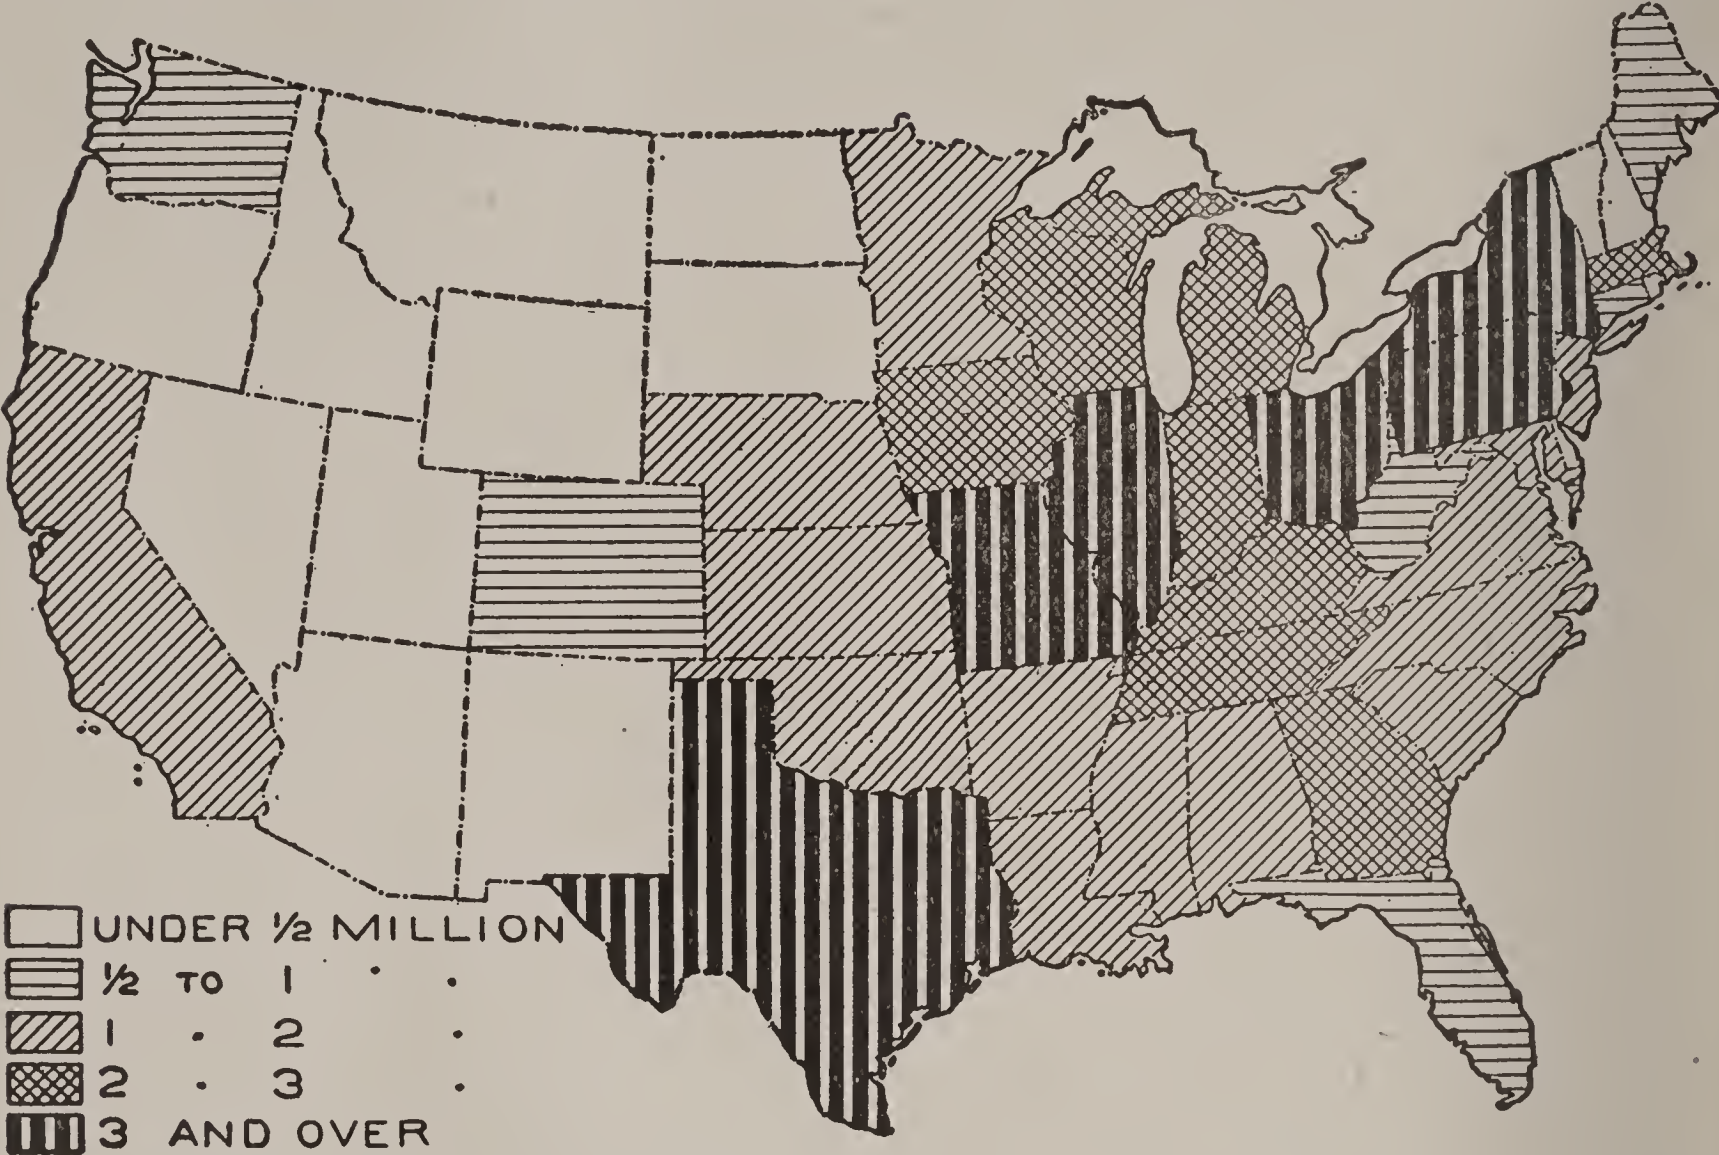 UNDER ½ MILLION
½ TO 1 " "
1 " 2 "
2 " 3 "
3 AND OVER